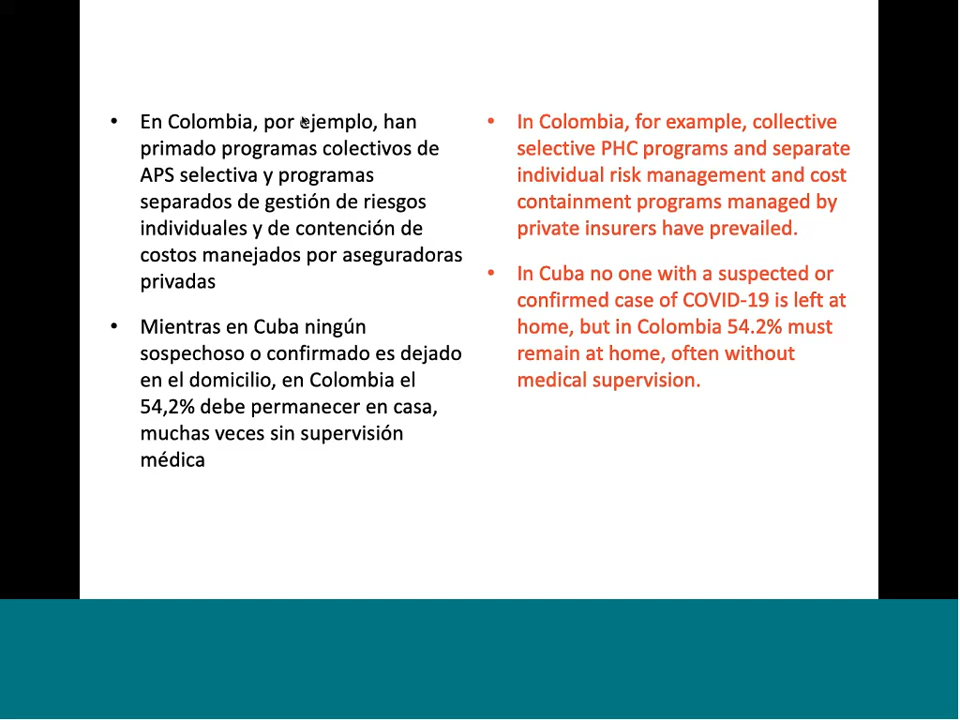 • En Colombia, por ejemplo, han
primado programas colectivos de
APS selectiva y programas
separados de gestión de riesgos
individuales y de contención de
costos manejados por aseguradoras
privadas
• Mientras en Cuba ningún
sospechoso o confirmado es dejado
en el domicilio, en Colombia el
54,2% debe permanecer en casa,
muchas veces sin supervisión
médica
• In Colombia, for example, collective
selective PHC programs and separate
individual risk management and cost
containment programs managed by
private insurers have prevailed.
• In Cuba no one with a suspected or
confirmed case of COVID-19 is left at
home, but in Colombia 54.2% must
remain at home, often without
medical supervision.